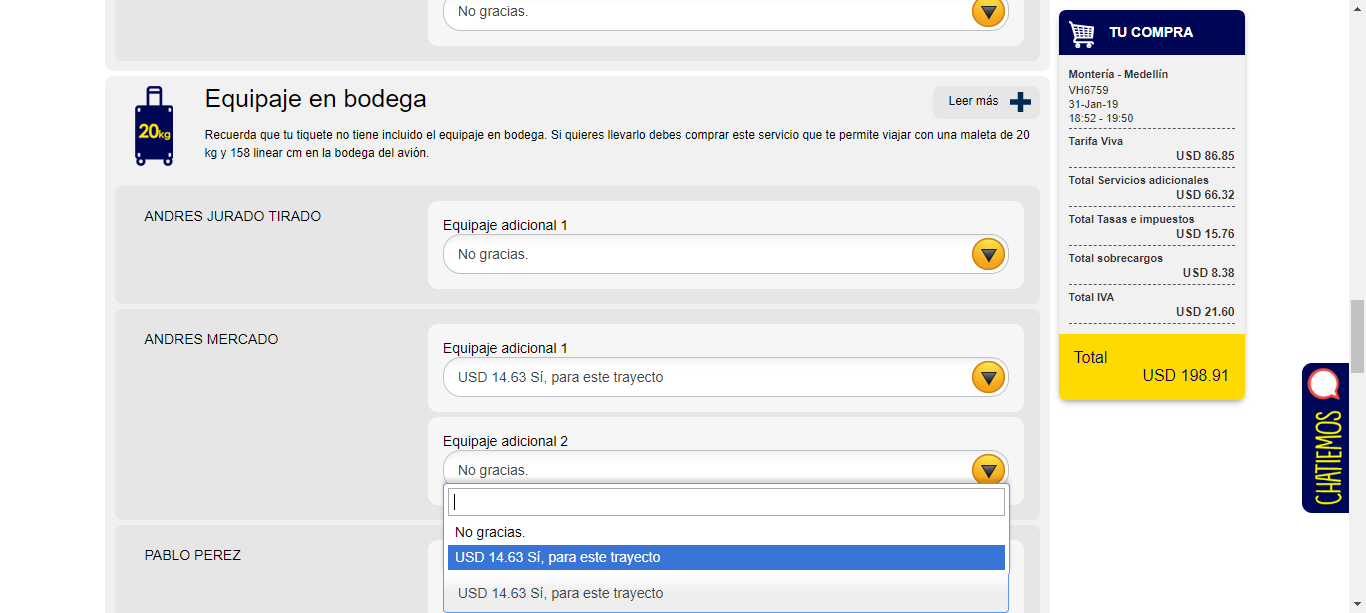 No gracias.
Equipaje en bodega
Leer más
20kg
Recuerda que tu tiquete no tiene incluido el equipaje en bodega. Si quieres llevarlo debes comprar este servicio que te permite viajar con una maleta de 20
kg y 158 linear cm en la bodega del avión.
ANDRES JURADO TIRADO
Equipaje adicional 1
No gracias.
ANDRES MERCADO
Equipaje adicional 1
USD 14.63 Sí, para este trayecto
Equipaje adicional 2
No gracias.
No gracias.
USD 14.63 Sí, para este trayecto
PABLO PEREZ
USD 14.63 Sí, para este trayecto
TU COMPRA
Montería - Medellín
VH6759
31-Jan-19
18:52 - 19:50
Tarifa Viva
USD 86.85
Total Servicios adicionales
USD 66.32
Total Tasas e impuestos
USD 15.76
Total sobrecargos
USD 8.38
Total IVA
USD 21.60
Total
USD 198.91
CHATIEMOS